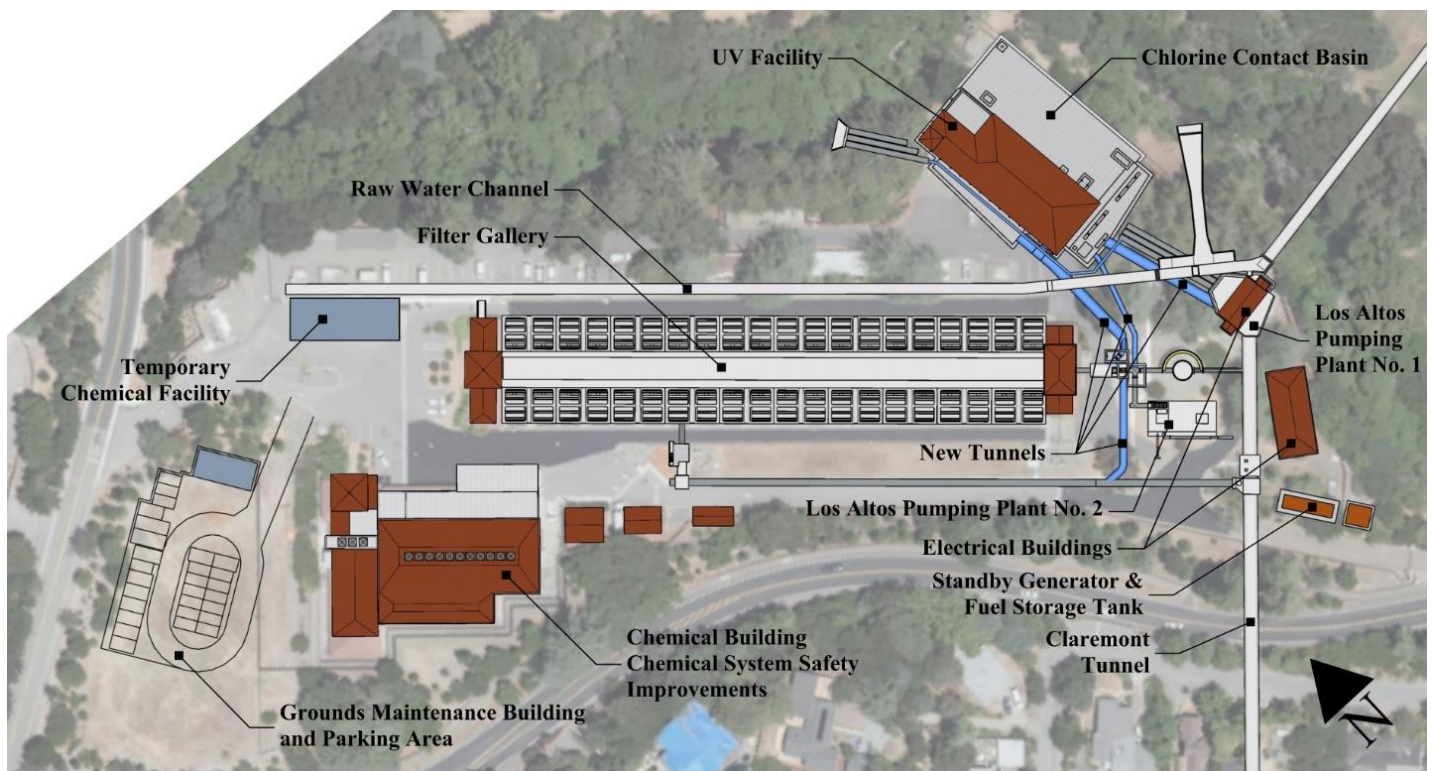 UV Facility
Chlorine Contact Basin
Raw Water Channel
Filter Gallery
Los Altos
Pumping
Plant No. 1
Temporary
Chemical Facility
New Tunnels
Los Altos Pumping Plant No. 2
Electrical Buildings
Standby Generator &
Fuel Storage Tank
Claremont
Tunnel
Chemical Building
Chemical System Safety
Improvements
Grounds Maintenance Building
and Parking Area
N